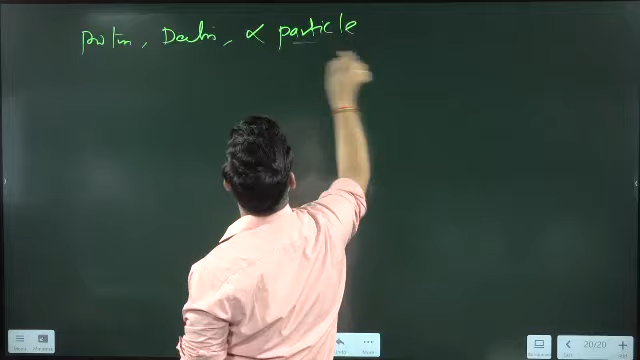 proton, Deutron, ∝ particle
20/20